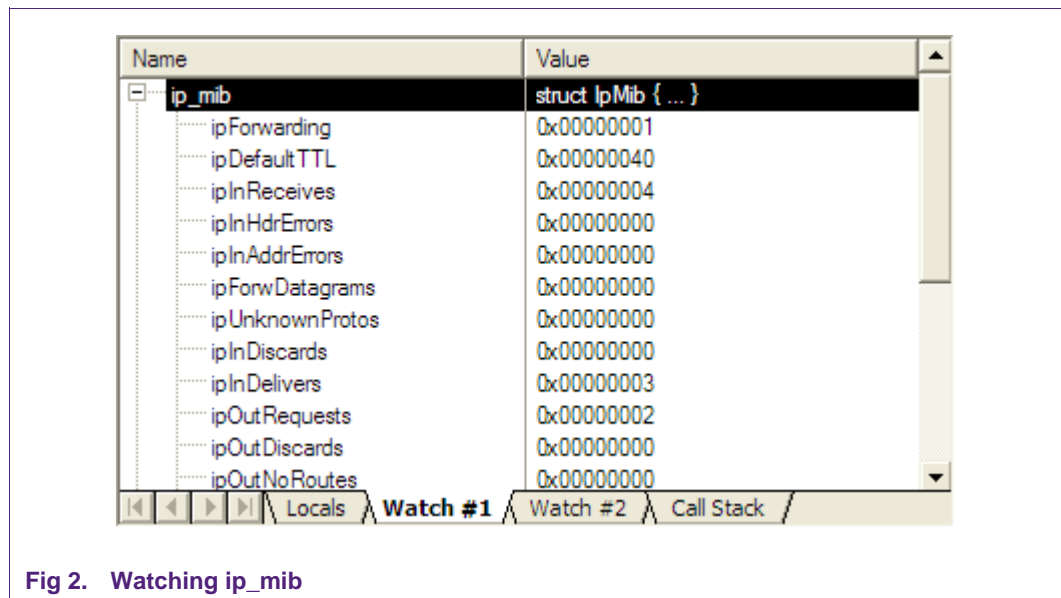 Name Value
ip_mib struct IpMib { ... }
ipForwarding 0x00000001
ipDefaultTTL 0x00000040
ipInReceives 0x00000004
ipInHdrErrors 0x00000000
ipInAddrErrors 0x00000000
ipForwDatagrams 0x00000000
ipUnknownProtos 0x00000000
ipInDiscards 0x00000000
ipInDelivers 0x00000003
ipOutRequests 0x00000002
ipOutDiscards 0x00000000
ipOutNoRoutes 0x00000000
Locals Watch #1 Watch #2 Call Stack
Fig 2. Watching ip_mib